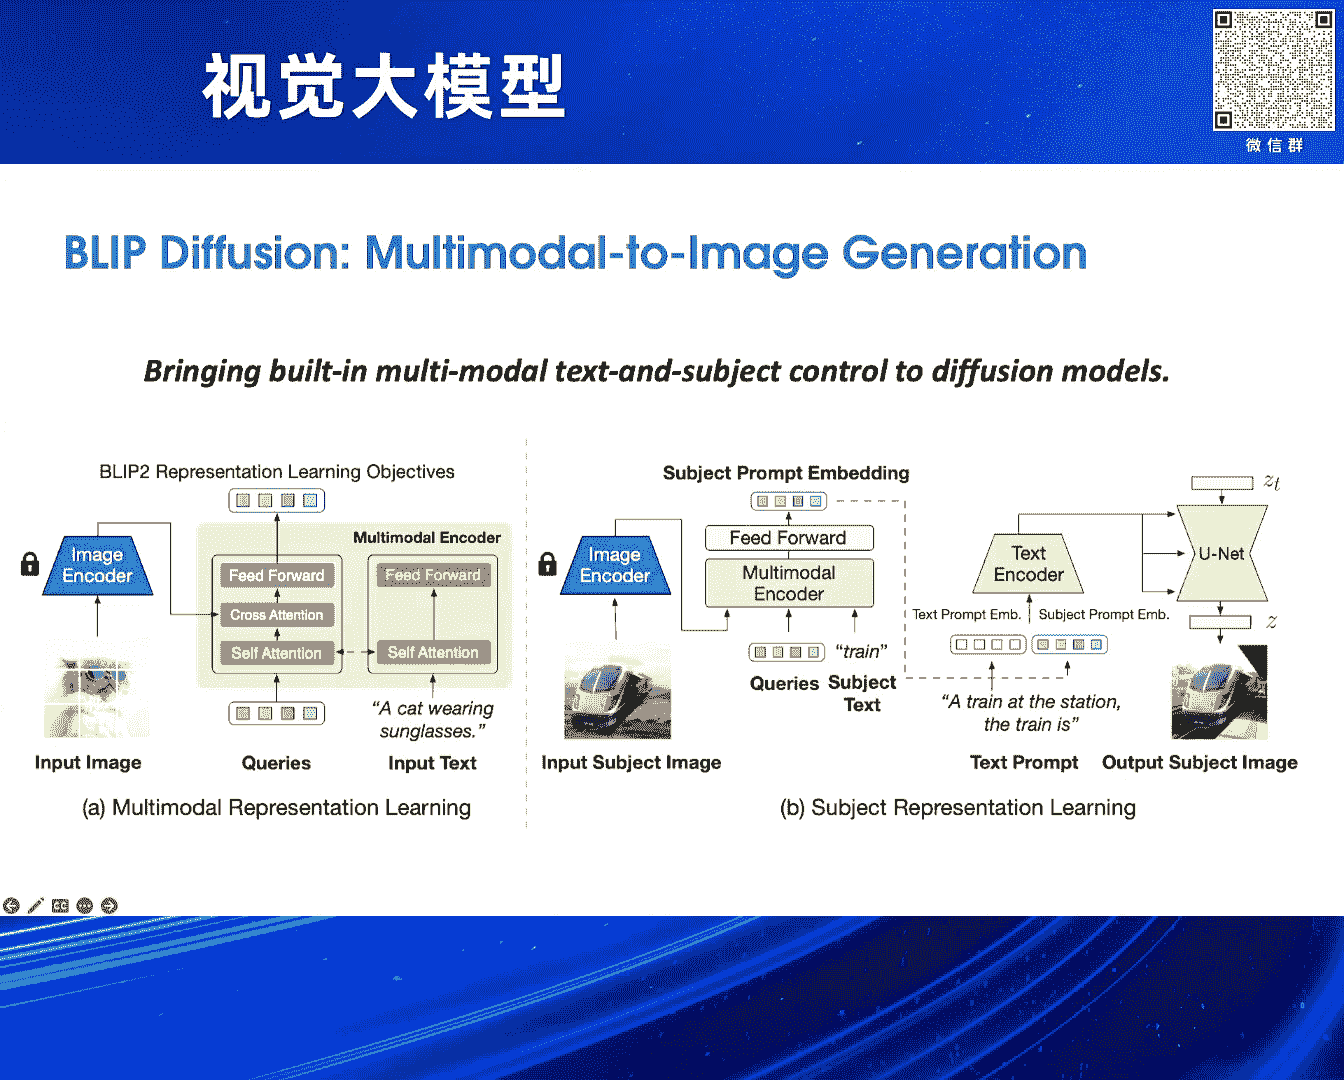 视觉大模型
微信群
BLIP Diffusion: Multimodal-to-Image Generation
Bringing built-in multi-modal text-and-subject control to diffusion models.
BLIP2 Representation Learning Objectives
Multimodal Encoder
Image
Encoder
Feed Forward
Feed Forward
Cross Attention
Self Attention
Self Attention
“A cat wearing
sunglasses.”
Input Image
Queries
Input Text
(a) Multimodal Representation Learning
Subject Prompt Embedding
Image
Encoder
Feed Forward
Multimodal
Encoder
“train”
Queries
Subject
Text
Input Subject Image
Text
Encoder
Text Prompt Emb.
Subject Prompt Emb.
“A train at the station,
the train is”
Text Prompt
z_t
U-Net
z
Output Subject Image
(b) Subject Representation Learning
CC